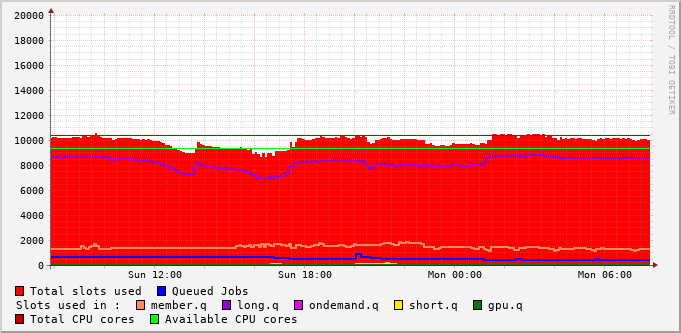 20000
18000
16000
14000
12000
10000
8000
6000
4000
2000
0
Sun 12:00 Sun 18:00 Mon 00:00 Mon 06:00
RRDTOOL / TOBI OETIKER
Total slots used Queued Jobs
Slots used in : member.q long.q ondemand.q short.q gpu.q
Total CPU cores Available CPU cores